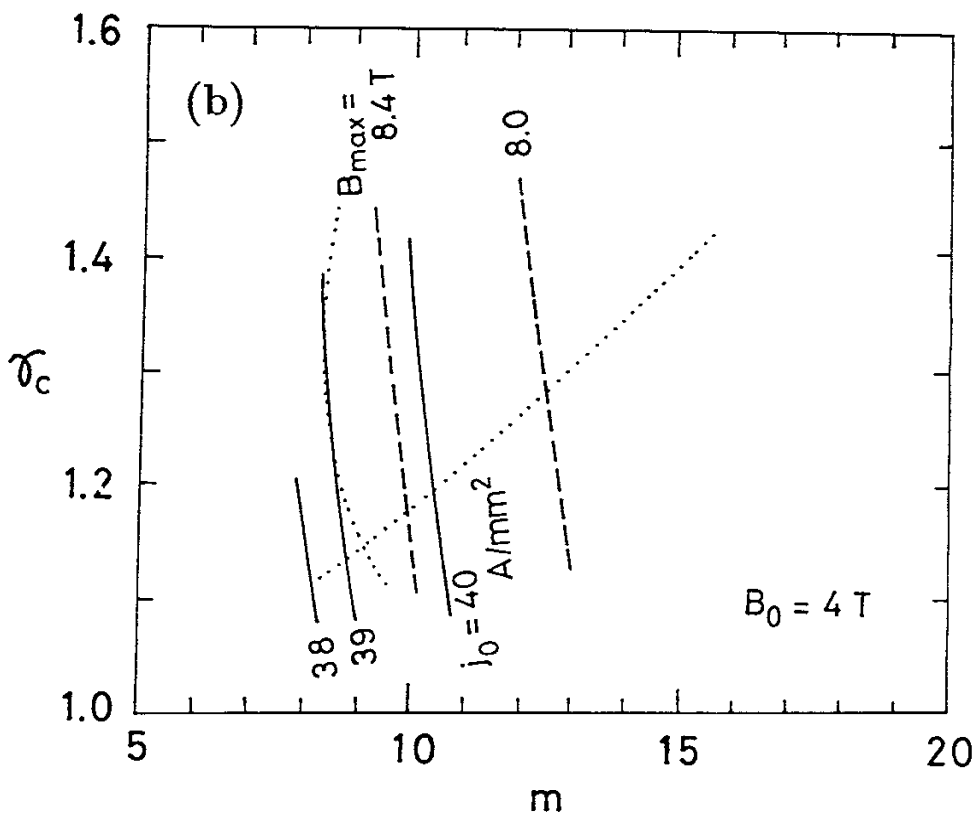 (b)
1.6
1.4
1.2
1.0
γc
Bmax =
8.4 T
8.0
38
39
j₀ = 40
A/mm²
B₀ = 4 T
5
10
15
20
m